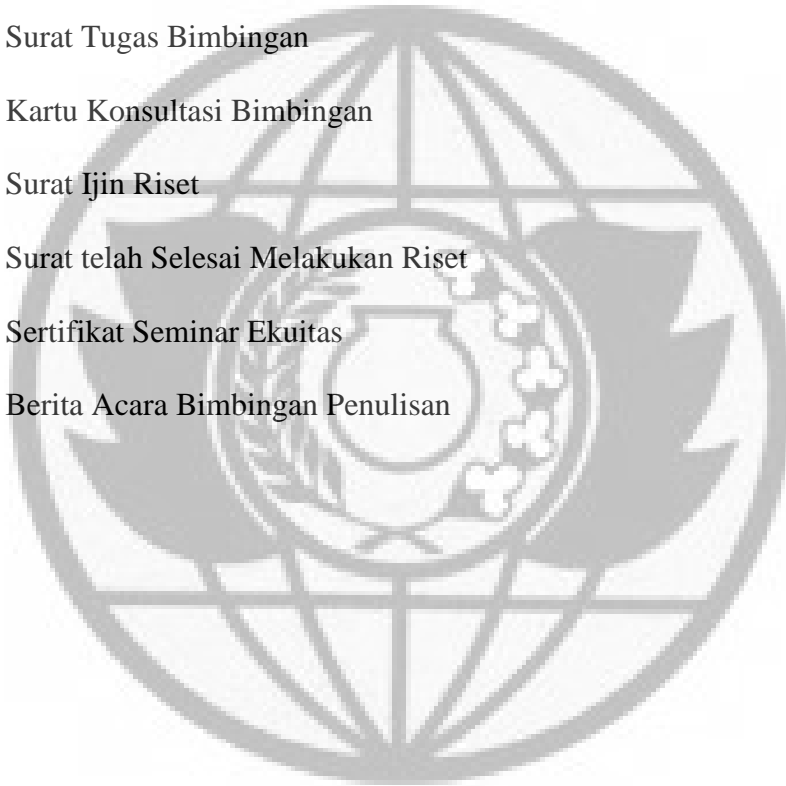 Surat Tugas Bimbingan
Kartu Konsultasi Bimbingan
Surat Ijin Riset
Surat telah Selesai Melakukan Riset
Sertifikat Seminar Ekuitas
Berita Acara Bimbingan Penulisan